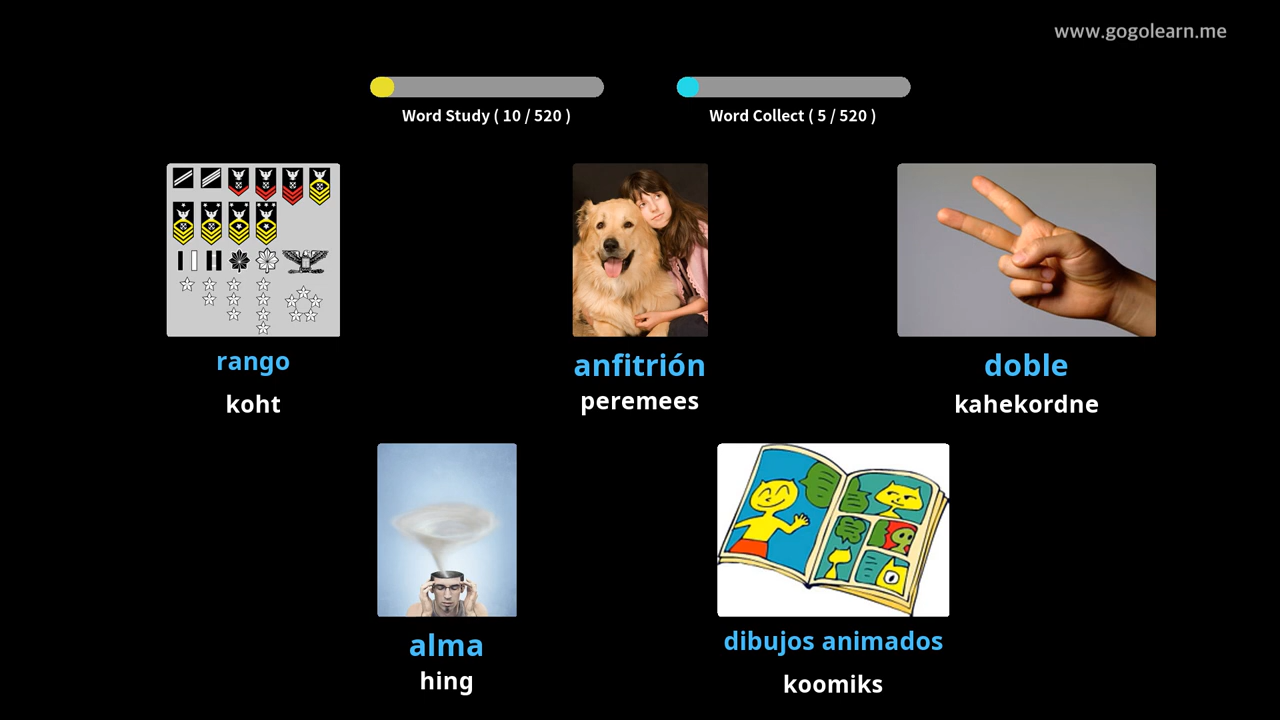 www.gogolearn.me
Word Study ( 10 / 520 )
Word Collect ( 5 / 520 )
rango
koht
anfitrión
peremees
doble
kahekordne
alma
hing
dibujos animados
koomiks